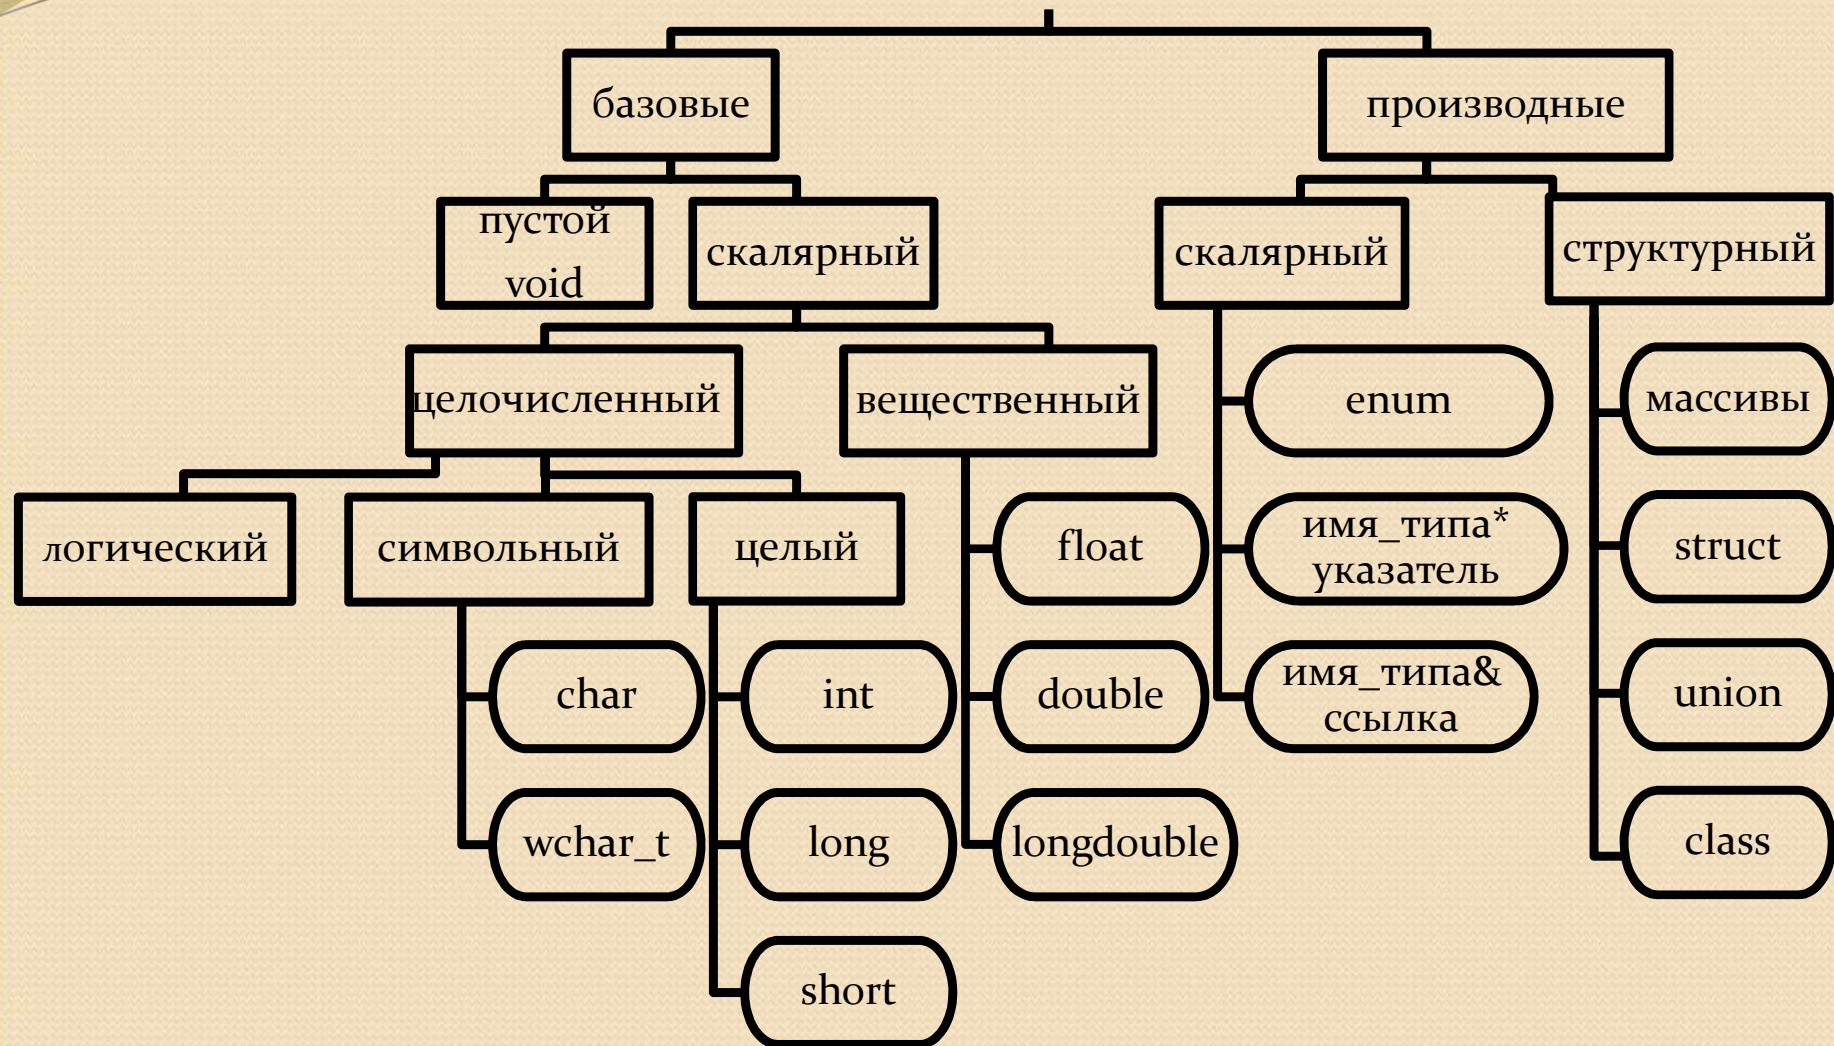 базовые
производные
пустой
void
скалярный
скалярный
структурный
целочисленный
вещественный
enum
массивы
логический
символьный
целый
float
имя_типа*
указатель
struct
char
int
double
имя_типа&
ссылка
union
wchar_t
long
longdouble
class
short